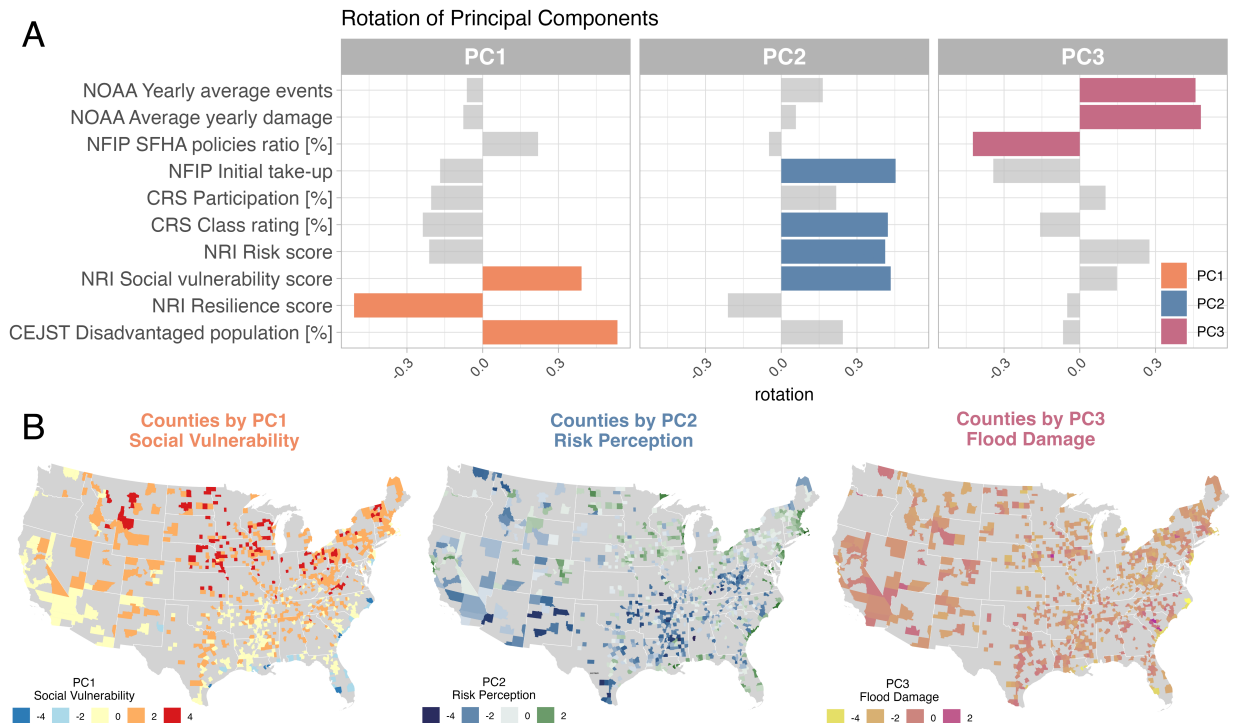 A
Rotation of Principal Components
PC1
PC2
PC3
NOAA Yearly average events
NOAA Average yearly damage
NFIP SFHA policies ratio [%]
NFIP Initial take-up
CRS Participation [%]
CRS Class rating [%]
NRI Risk score
NRI Social vulnerability score
NRI Resilience score
CEJST Disadvantaged population [%]
PC1
PC2
PC3
-0.3 0.0 0.3
-0.3 0.0 0.3
-0.3 0.0 0.3
rotation
B
Counties by PC1
Social Vulnerability
Counties by PC2
Risk Perception
Counties by PC3
Flood Damage
PC1
Social Vulnerability
-4 -2 0 2 4
PC2
Risk Perception
-4 -2 0 2
PC3
Flood Damage
-4 -2 0 2